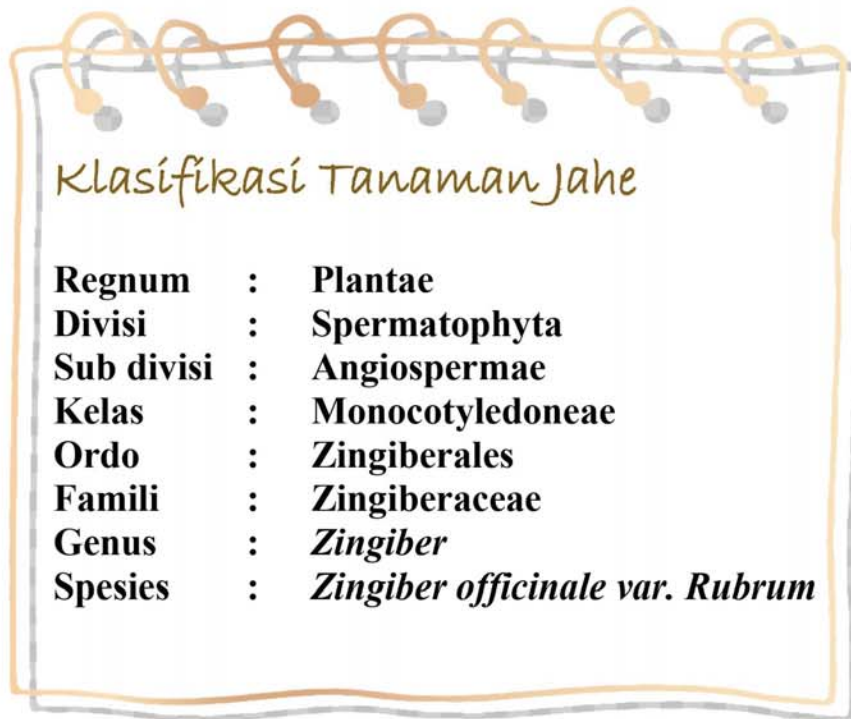 Klasifikasi Tanaman Jahe
Regnum : Plantae
Divisi : Spermatophyta
Sub divisi : Angiospermae
Kelas : Monocotyledoneae
Ordo : Zingiberales
Famili : Zingiberaceae
Genus : Zingiber
Spesies : Zingiber officinale var. Rubrum